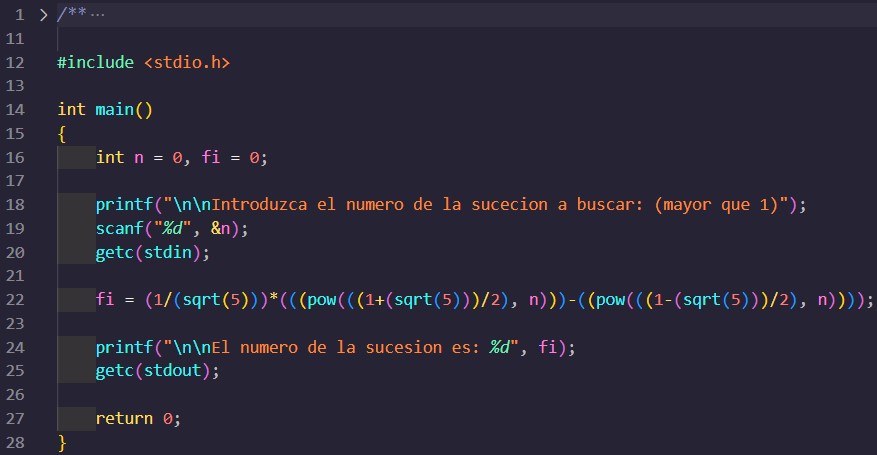 1 > /** ···
11
12 #include <stdio.h>
13
14 int main()
15 {
16 int n = 0, fi = 0;
17
18 printf("\n\nIntroduzca el numero de la sucecion a buscar: (mayor que 1)");
19 scanf("%d", &n);
20 getc(stdin);
21
22 fi = (1/(sqrt(5)))*(((pow(((1+(sqrt(5)))/2), n)))-((pow(((1-(sqrt(5)))/2), n))));
23
24 printf("\n\nEl numero de la sucesion es: %d", fi);
25 getc(stdout);
26
27 return 0;
28 }